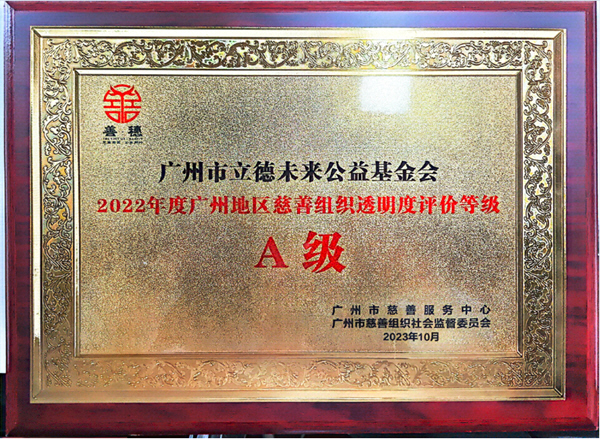 善穗
广州市立德未来公益基金会
2022年度广州地区慈善组织透明度评价等级
A级
广州市慈善服务中心
广州市慈善组织社会监督委员会
2023年10月